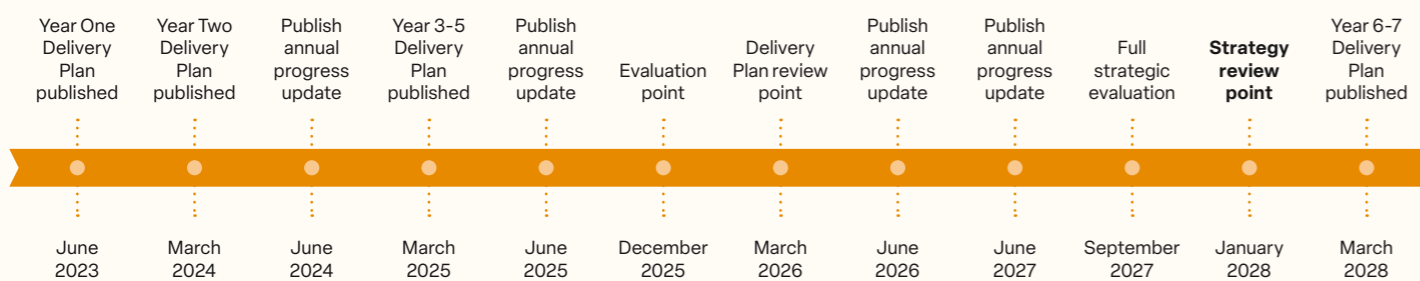 Year One
Delivery
Plan
published
Year Two
Delivery
Plan
published
Publish
annual
progress
update
Year 3-5
Delivery
Plan
published
Publish
annual
progress
update
Evaluation
point
Delivery
Plan review
point
Publish
annual
progress
update
Publish
annual
progress
update
Full
strategic
evaluation
Strategy
review
point
Year 6-7
Delivery
Plan
published
June
2023
March
2024
June
2024
March
2025
June
2025
December
2025
March
2026
June
2026
June
2027
September
2027
January
2028
March
2028